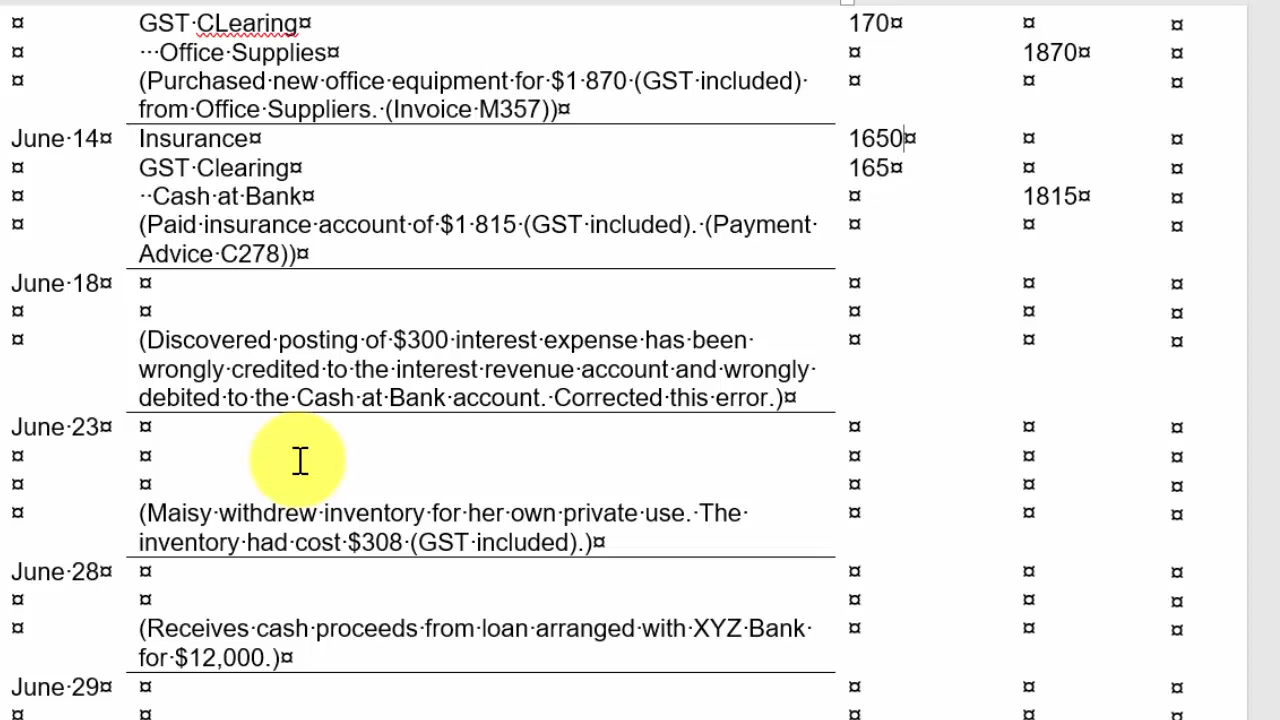 ¤ GST·CLearing¤ 170¤ ¤ ¤
¤ ···Office·Supplies¤ ¤ 1870¤ ¤
¤ (Purchased·new·office·equipment·for·$1·870·(GST·included)· ¤ ¤ ¤
from·Office·Suppliers.·(Invoice·M357))¤
June·14¤ Insurance¤ 1650¤ ¤ ¤
¤ GST·Clearing¤ 165¤ ¤ ¤
¤ ··Cash·at·Bank¤ ¤ 1815¤ ¤
¤ (Paid·insurance·account·of·$1·815·(GST·included).·(Payment· ¤ ¤ ¤
Advice·C278))¤
June·18¤ ¤ ¤ ¤ ¤
¤ ¤ ¤ ¤ ¤
¤ (Discovered·posting·of·$300·interest·expense·has·been· ¤ ¤ ¤
wrongly·credited·to·the·interest·revenue·account·and·wrongly·
debited·to·the·Cash·at·Bank·account.·Corrected·this·error.)¤
June·23¤ ¤ ¤ ¤ ¤
¤ ¤ ¤ ¤ ¤
¤ ¤ ¤ ¤ ¤
¤ (Maisy·withdrew·inventory·for·her·own·private·use.·The· ¤ ¤ ¤
inventory·had·cost·$308·(GST·included).)¤
June·28¤ ¤ ¤ ¤ ¤
¤ ¤ ¤ ¤ ¤
¤ (Receives·cash·proceeds·from·loan·arranged·with·XYZ·Bank· ¤ ¤ ¤
for·$12,000.)¤
June·29¤ ¤ ¤ ¤ ¤
¤ ¤ ¤ ¤ ¤